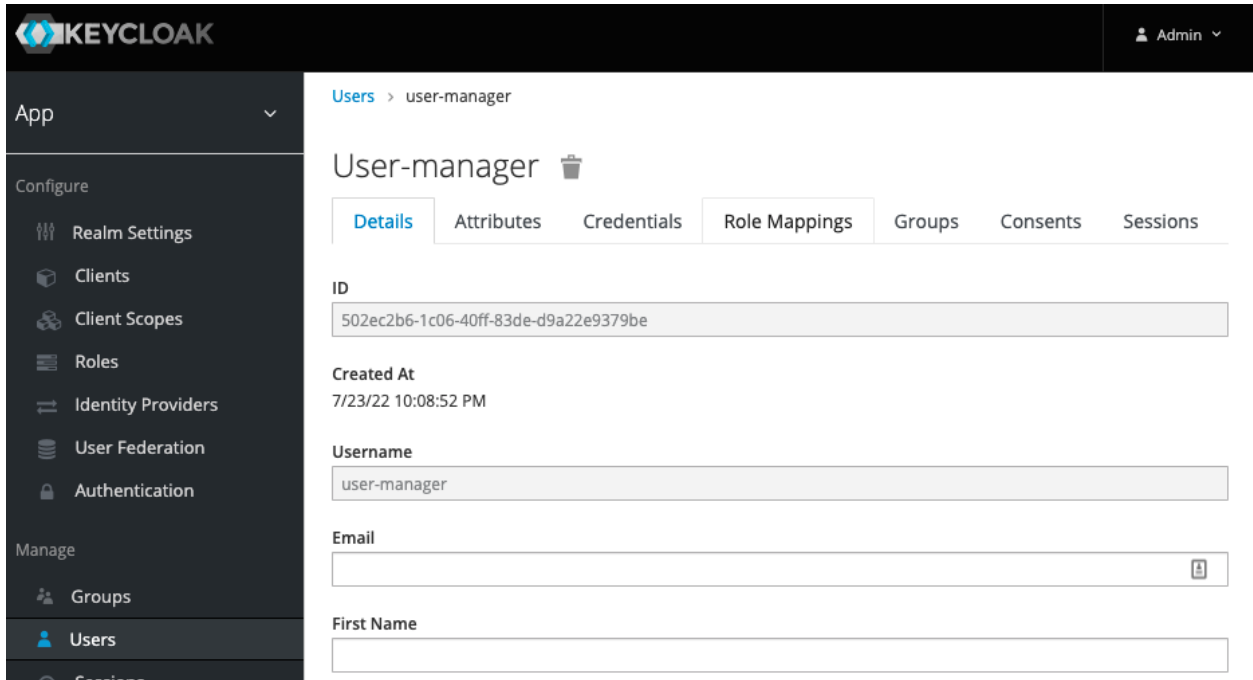 KEYCLOAK
Admin
App
Users > user-manager
User-manager
Configure
Details Attributes Credentials Role Mappings Groups Consents Sessions
Realm Settings
Clients
Client Scopes
Roles
Identity Providers
User Federation
Authentication
Manage
Groups
Users
Sessions
ID
502ec2b6-1c06-40ff-83de-d9a22e9379be
Created At
7/23/22 10:08:52 PM
Username
user-manager
Email
First Name